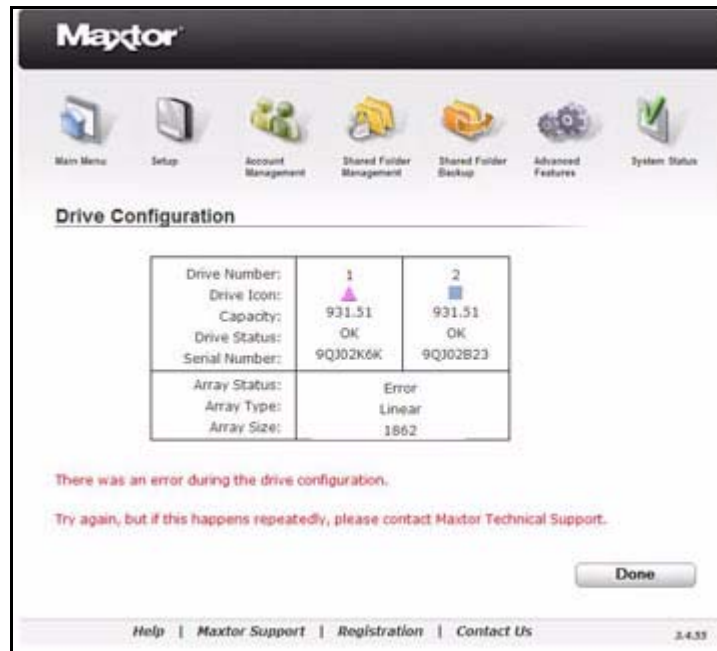 Maxtor
Main Menu
Setup
Account Management
Shared Folder Management
Shared Folder Backup
Advanced Features
System Status
Drive Configuration
Drive Number: 1 2
Drive Icon:
Capacity: 931.51 931.51
Drive Status: OK OK
Serial Number: 9QJ02K6K 9QJ02B23
Array Status: Error
Array Type: Linear
Array Size: 1862
There was an error during the drive configuration.
Try again, but if this happens repeatedly, please contact Maxtor Technical Support.
Done
Help | Maxtor Support | Registration | Contact Us
3.4.55